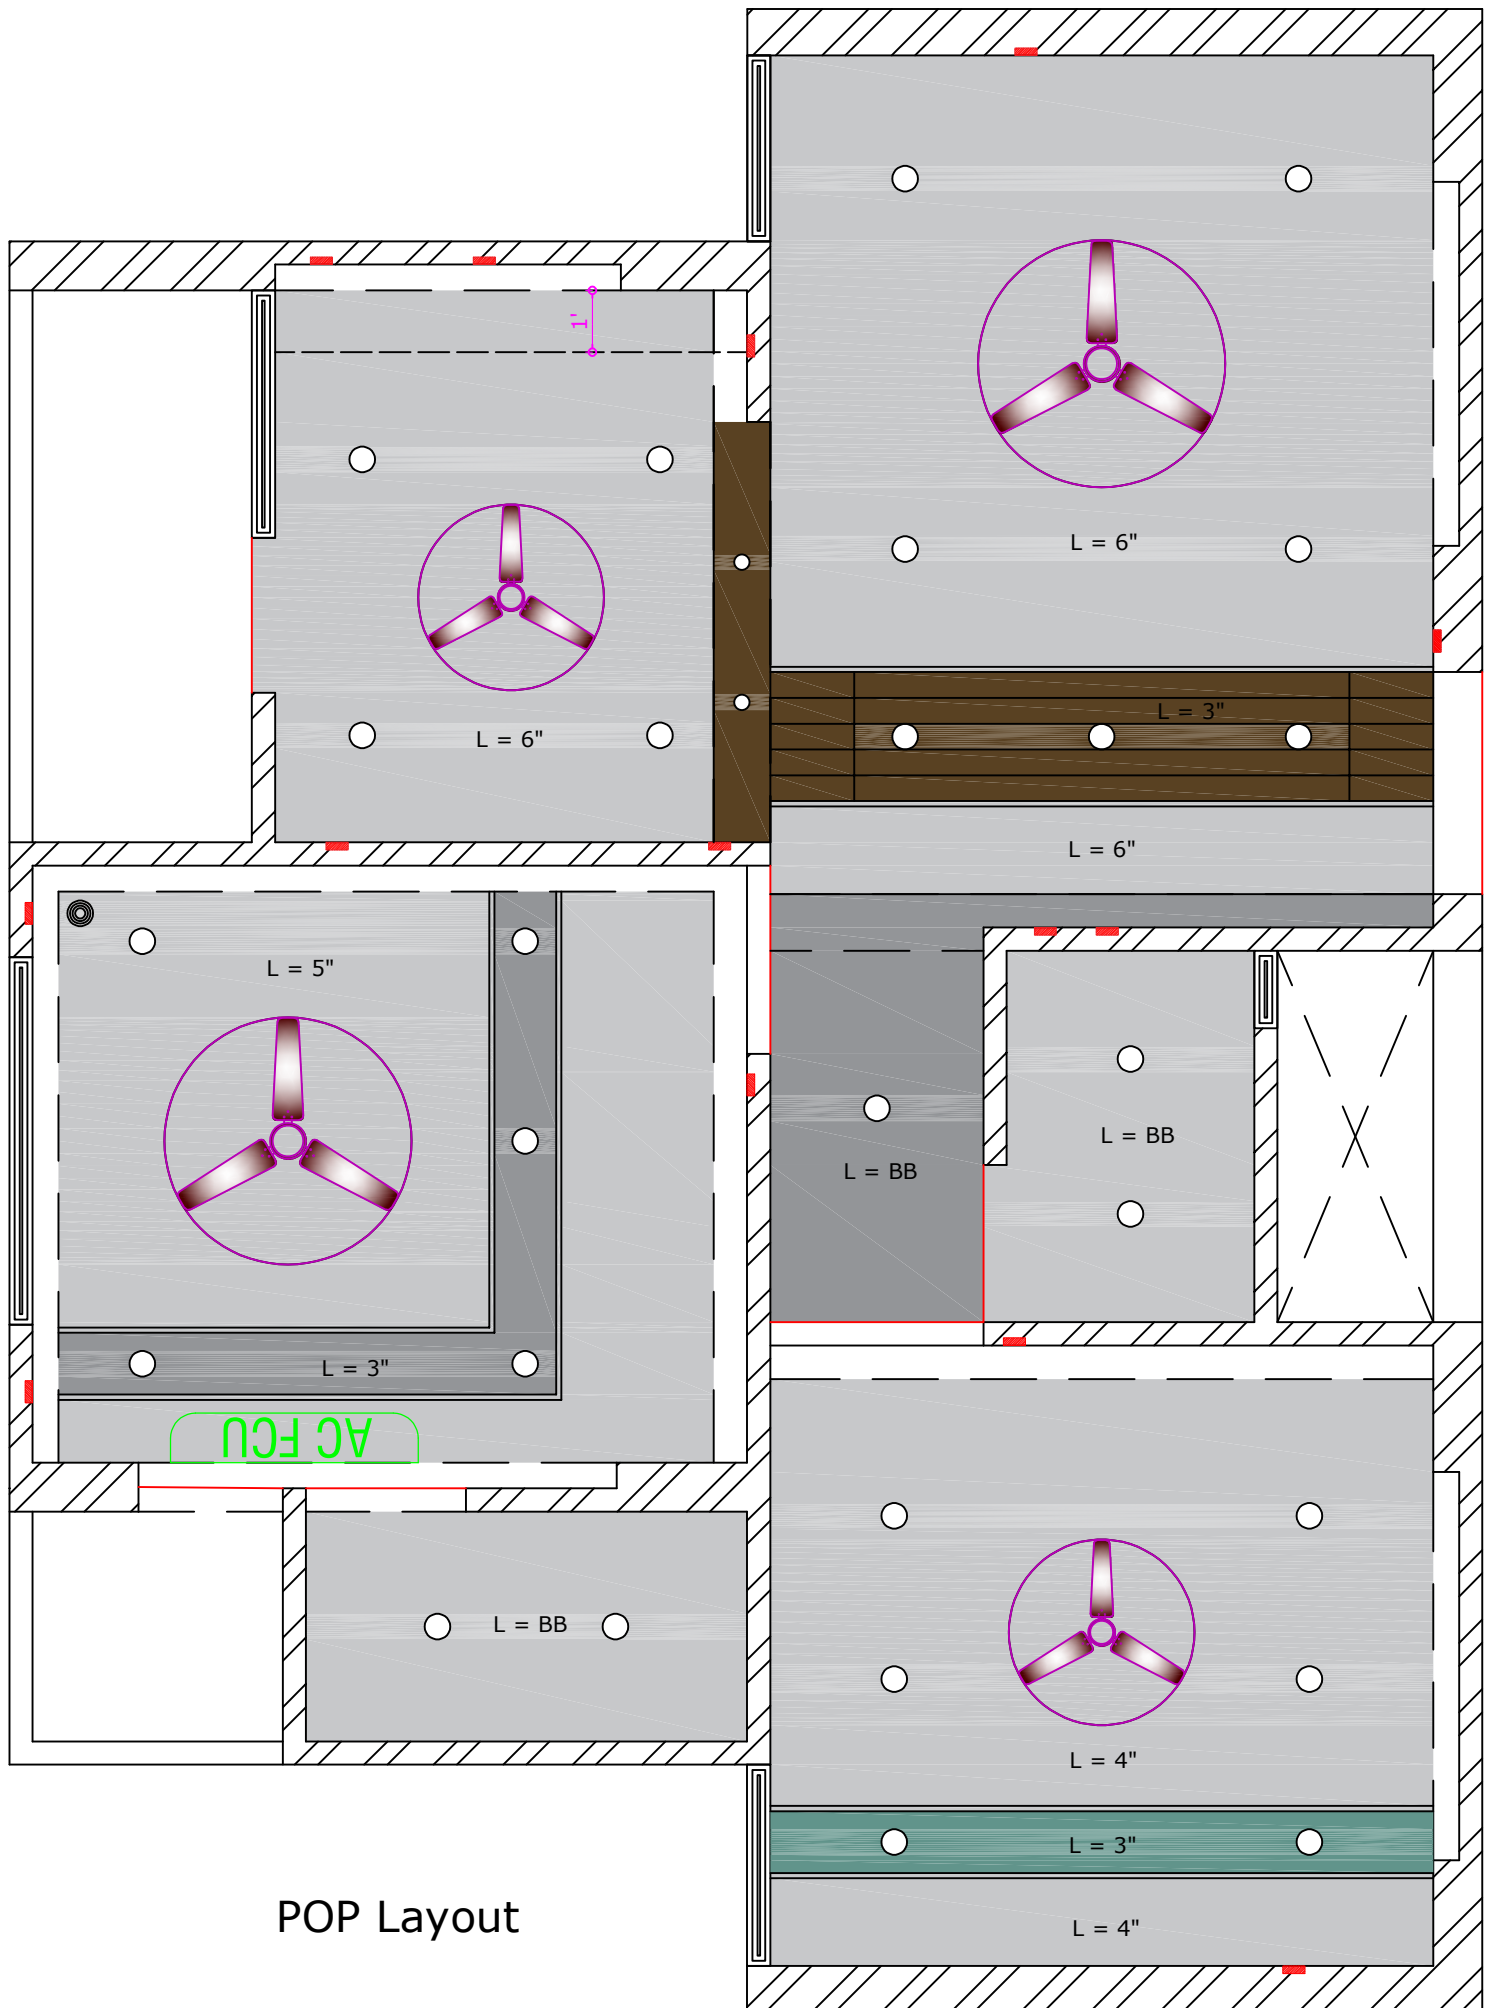 1'
L = 6"
L = 3"
L = 6"
L = 6"
L = 5"
L = BB
L = BB
L = 3"
AC FCU
L = BB
L = 4"
L = 3"
L = 4"
POP Layout